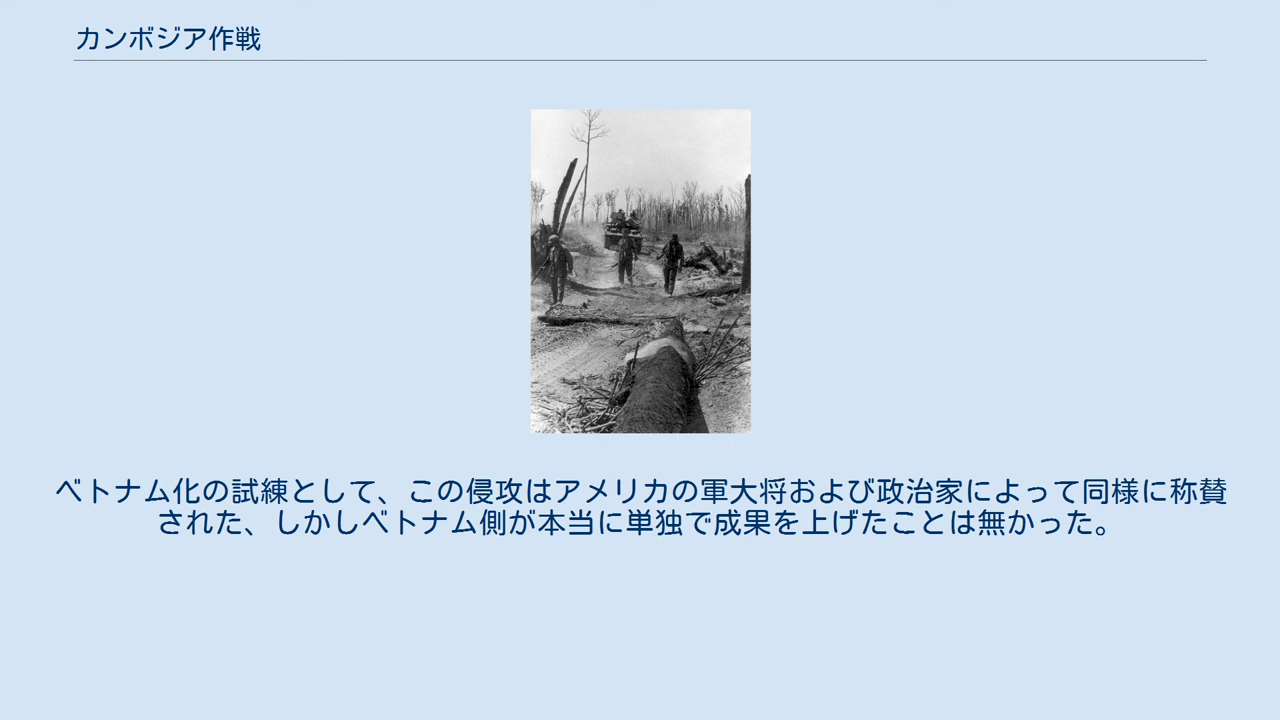 カンボジア作戦
ベトナム化の試練として、この侵攻はアメリカの軍大将および政治家によって同様に称賛
された、しかしベトナム側が本当に単独で成果を上げたことは無かった。